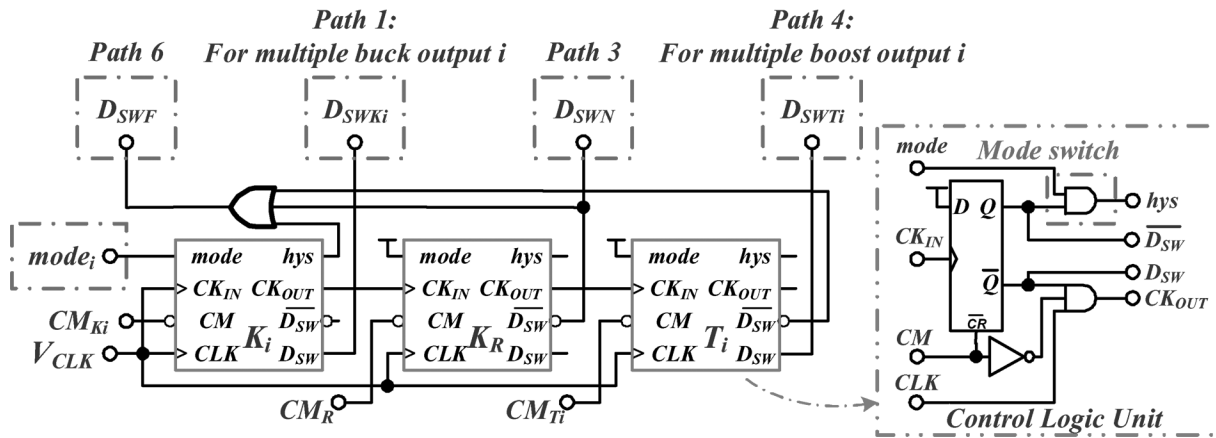 Path 1:
Path 4:
Path 6
For multiple buck output i
Path 3
For multiple boost output i
D_SWF
D_SWKi
D_SWN
D_SWTi
mode
Mode switch
hys
D Q
D̅_SW̅
CK_IN
D_SW
Q̅
CK_OUT
C̅R̅
CM
CLK
Control Logic Unit
mode_i
mode hys
mode hys
mode hys
CK_IN CK_OUT
CK_IN CK_OUT
CK_IN CK_OUT
CM_Ki
CM D̅_SW̅
CM D̅_SW̅
CM D̅_SW̅
K_i
K_R
T_i
V_CLK
CLK D_SW
CLK D_SW
CLK D_SW
CM_R
CM_Ti